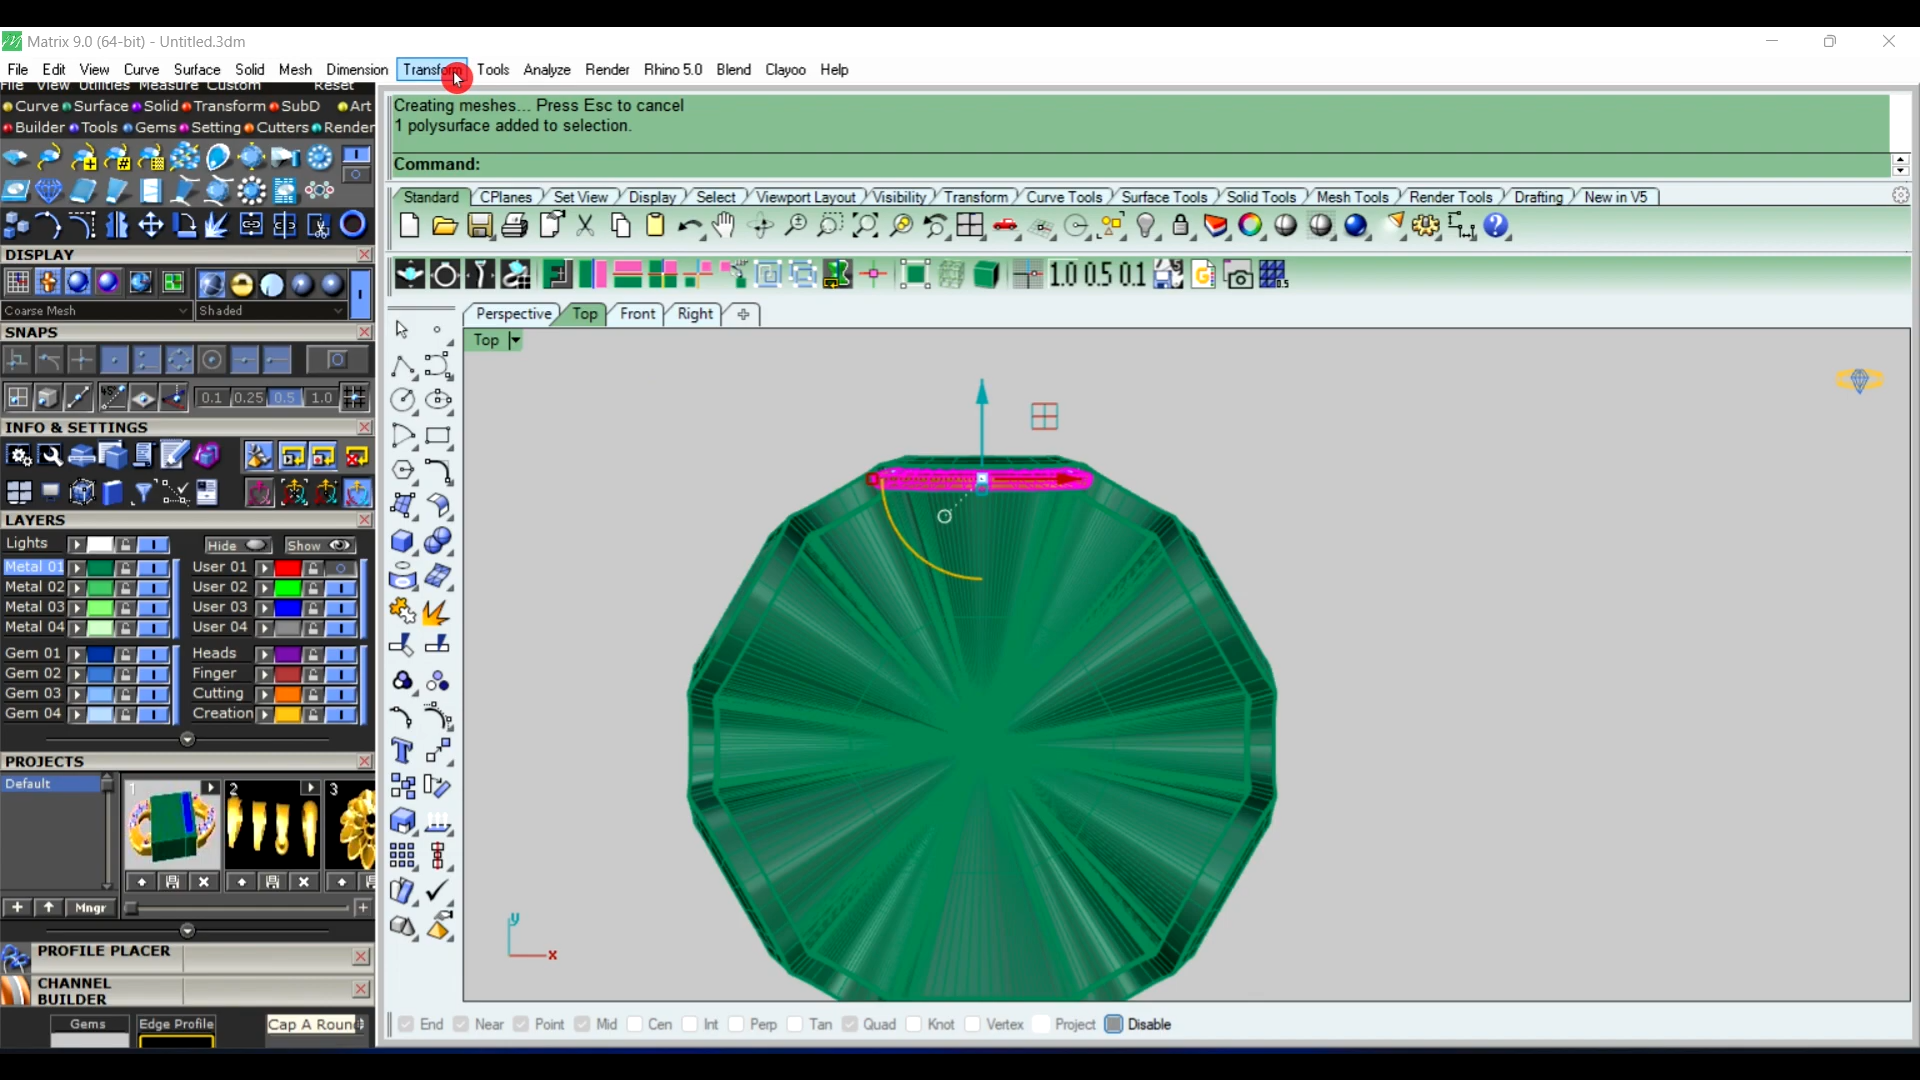 Matrix 9.0 (64-bit) - Untitled.3dm
File Edit View Curve Surface Solid Mesh Dimension Transform Tools Analyze Render Rhino 5.0 Blend Clayoo Help
File View Utilities Measure Custom Reset
Curve Surface Solid Transform SubD Art
Builder Tools Gems Setting Cutters Render
Creating meshes... Press Esc to cancel
1 polysurface added to selection.
Command:
Standard CPlanes Set View Display Select Viewport Layout Visibility Transform Curve Tools Surface Tools Solid Tools Mesh Tools Render Tools Drafting New in V5
1.0 0.5 0.1
DISPLAY
Coarse Mesh Shaded
SNAPS
0.1 0.25 0.5 1.0
INFO & SETTINGS
LAYERS
Lights Hide Show
Metal 01 User 01
Metal 02 User 02
Metal 03 User 03
Metal 04 User 04
Gem 01 Heads
Gem 02 Finger
Gem 03 Cutting
Gem 04 Creation
PROJECTS
Default
1 2 3
Mngr
PROFILE PLACER
CHANNEL
BUILDER
Gems Edge Profile Cap A Round
Perspective Top Front Right
Top
y
x
End Near Point Mid Cen Int Perp Tan Quad Knot Vertex Project Disable